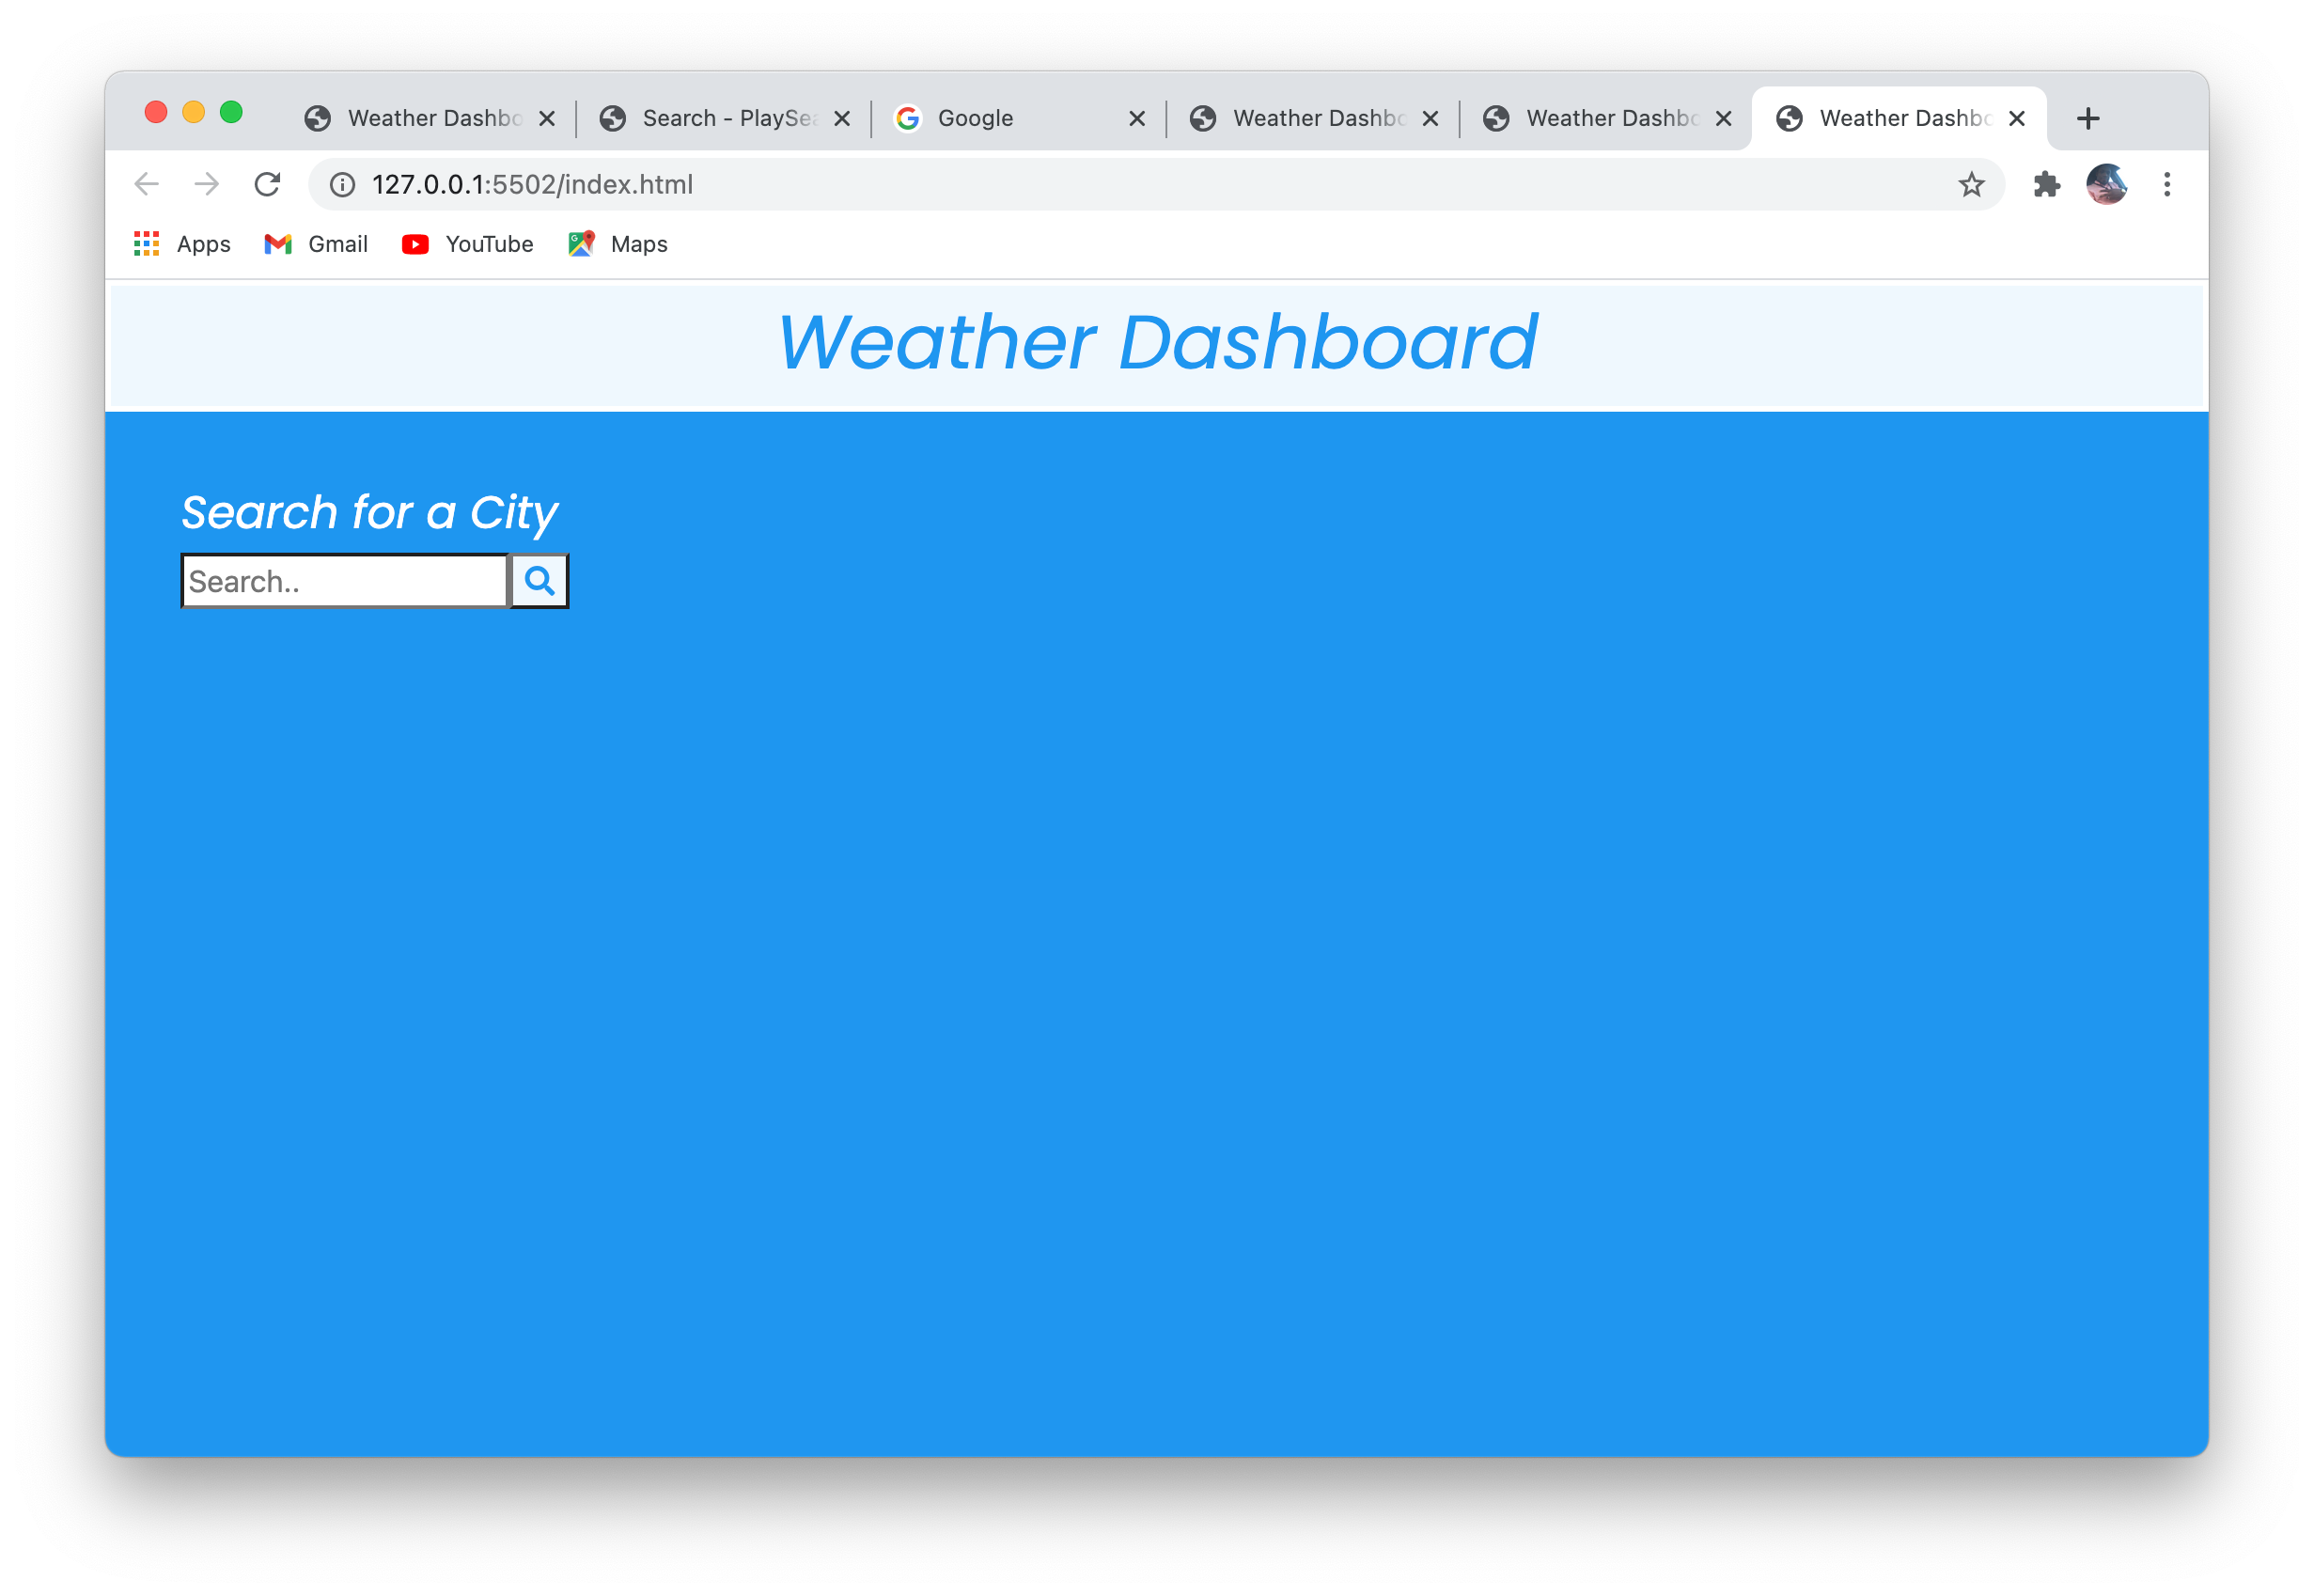 Weather Dashbo
Search - PlaySea
Google
Weather Dashbo
Weather Dashbo
Weather Dashbo
127.0.0.1:5502/index.html
Apps
Gmail
YouTube
Maps
Weather Dashboard
Search for a City
Search..